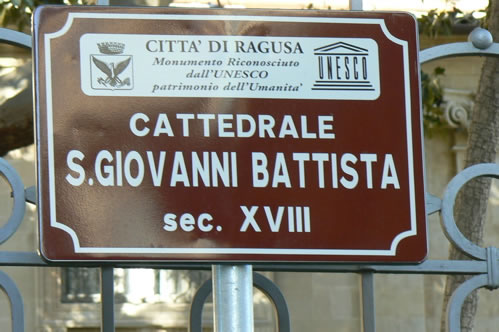 CITTA' DI RAGUSA
Monumento Riconosciuto
dall'UNESCO
patrimonio dell'Umanita'
UNESCO
CATTEDRALE
S.GIOVANNI BATTISTA
sec. XVIII